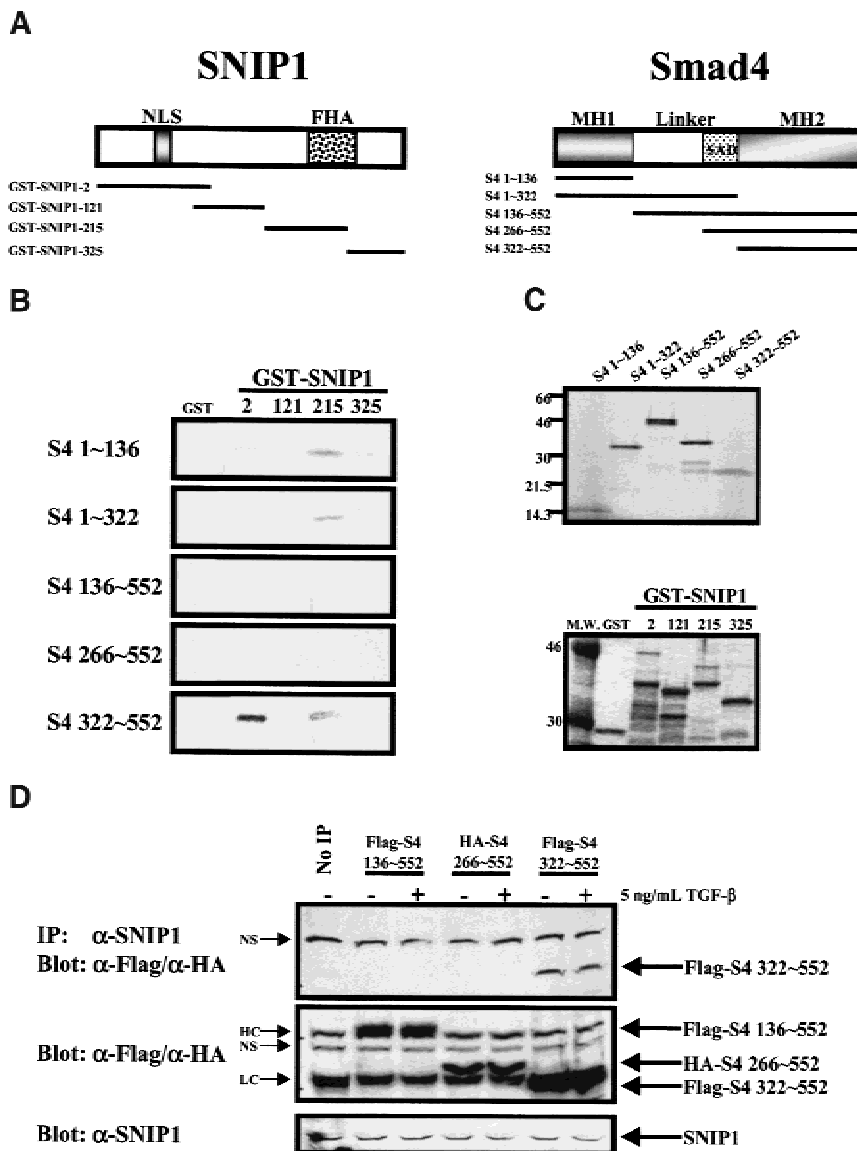 A
SNIP1 Smad4
NLS FHA MH1 Linker MH2
SAD
GST-SNIP1-2
GST-SNIP1-121
GST-SNIP1-215
GST-SNIP1-325
S4 1~136
S4 1~322
S4 136~552
S4 266~552
S4 322~552
B
GST-SNIP1
GST 2 121 215 325
S4 1~136
S4 1~322
S4 136~552
S4 266~552
S4 322~552
C
S4 1~136
S4 1~322
S4 136~552
S4 266~552
S4 322~552
66
46
30
21.5
14.3
GST-SNIP1
M.W. GST 2 121 215 325
46
30
D
No IP
Flag-S4
136~552
HA-S4
266~552
Flag-S4
322~552
- - + - + - + 5 ng/mL TGF-β
IP: α-SNIP1
Blot: α-Flag/α-HA
NS
Flag-S4 322~552
Blot: α-Flag/α-HA
HC
NS
LC
Flag-S4 136~552
HA-S4 266~552
Flag-S4 322~552
Blot: α-SNIP1
SNIP1